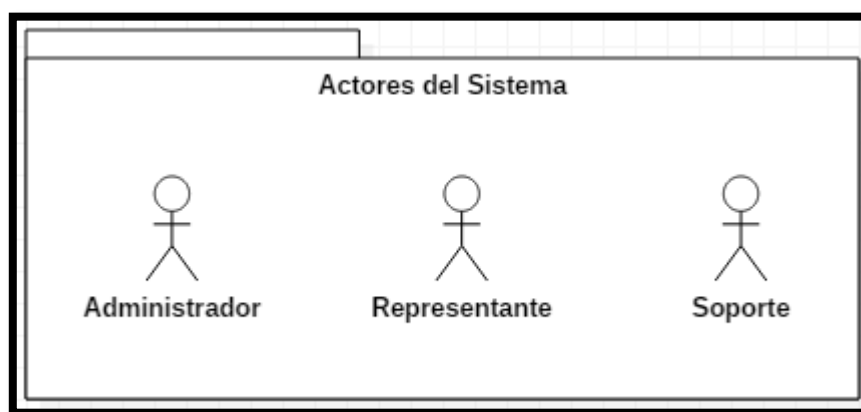 Actores del Sistema
Administrador
Representante
Soporte